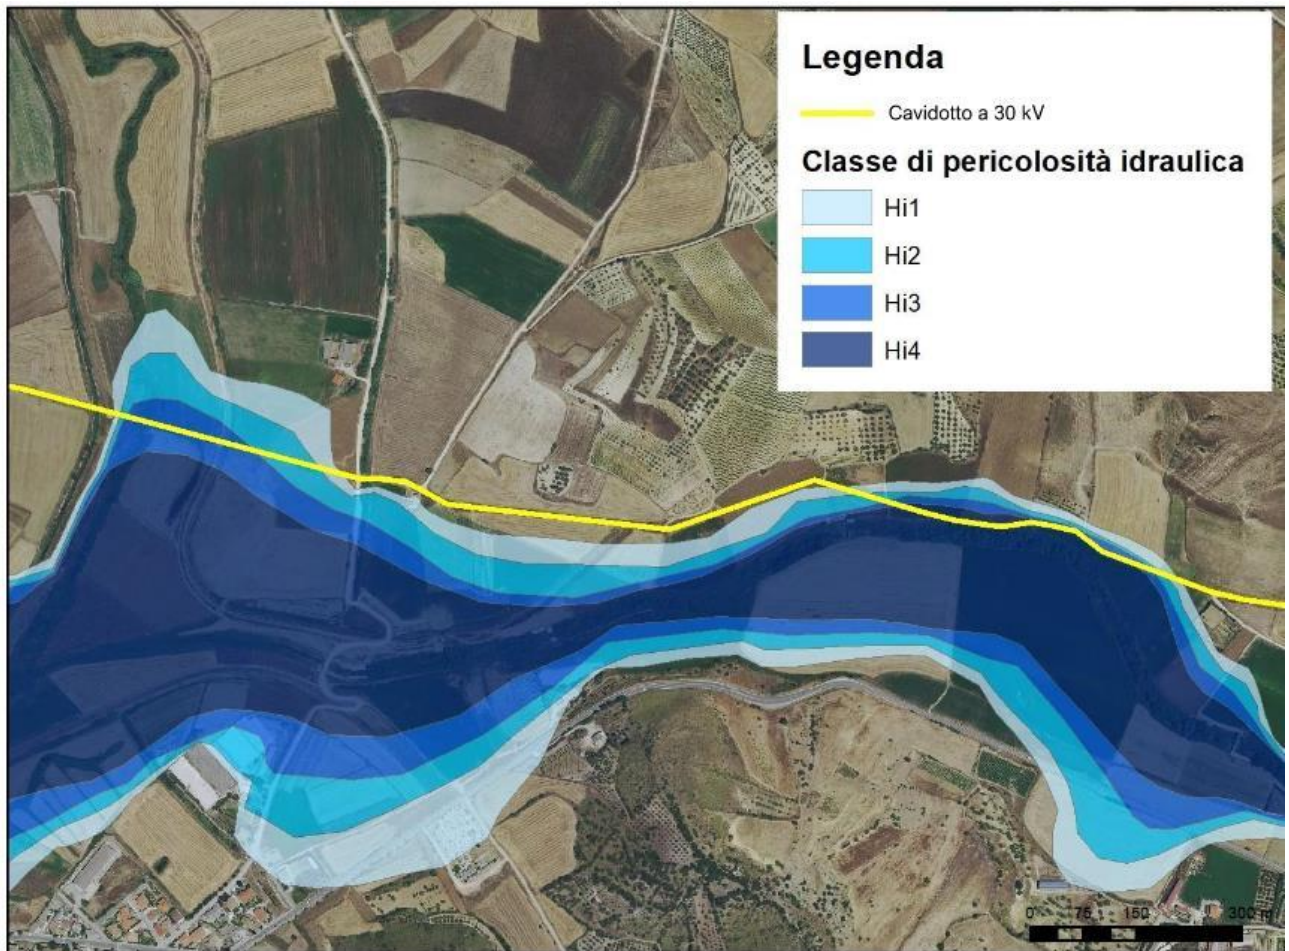 Legenda
Cavidotto a 30 kV
Classe di pericolosità idraulica
Hi1
Hi2
Hi3
Hi4
0 75 150 300 m